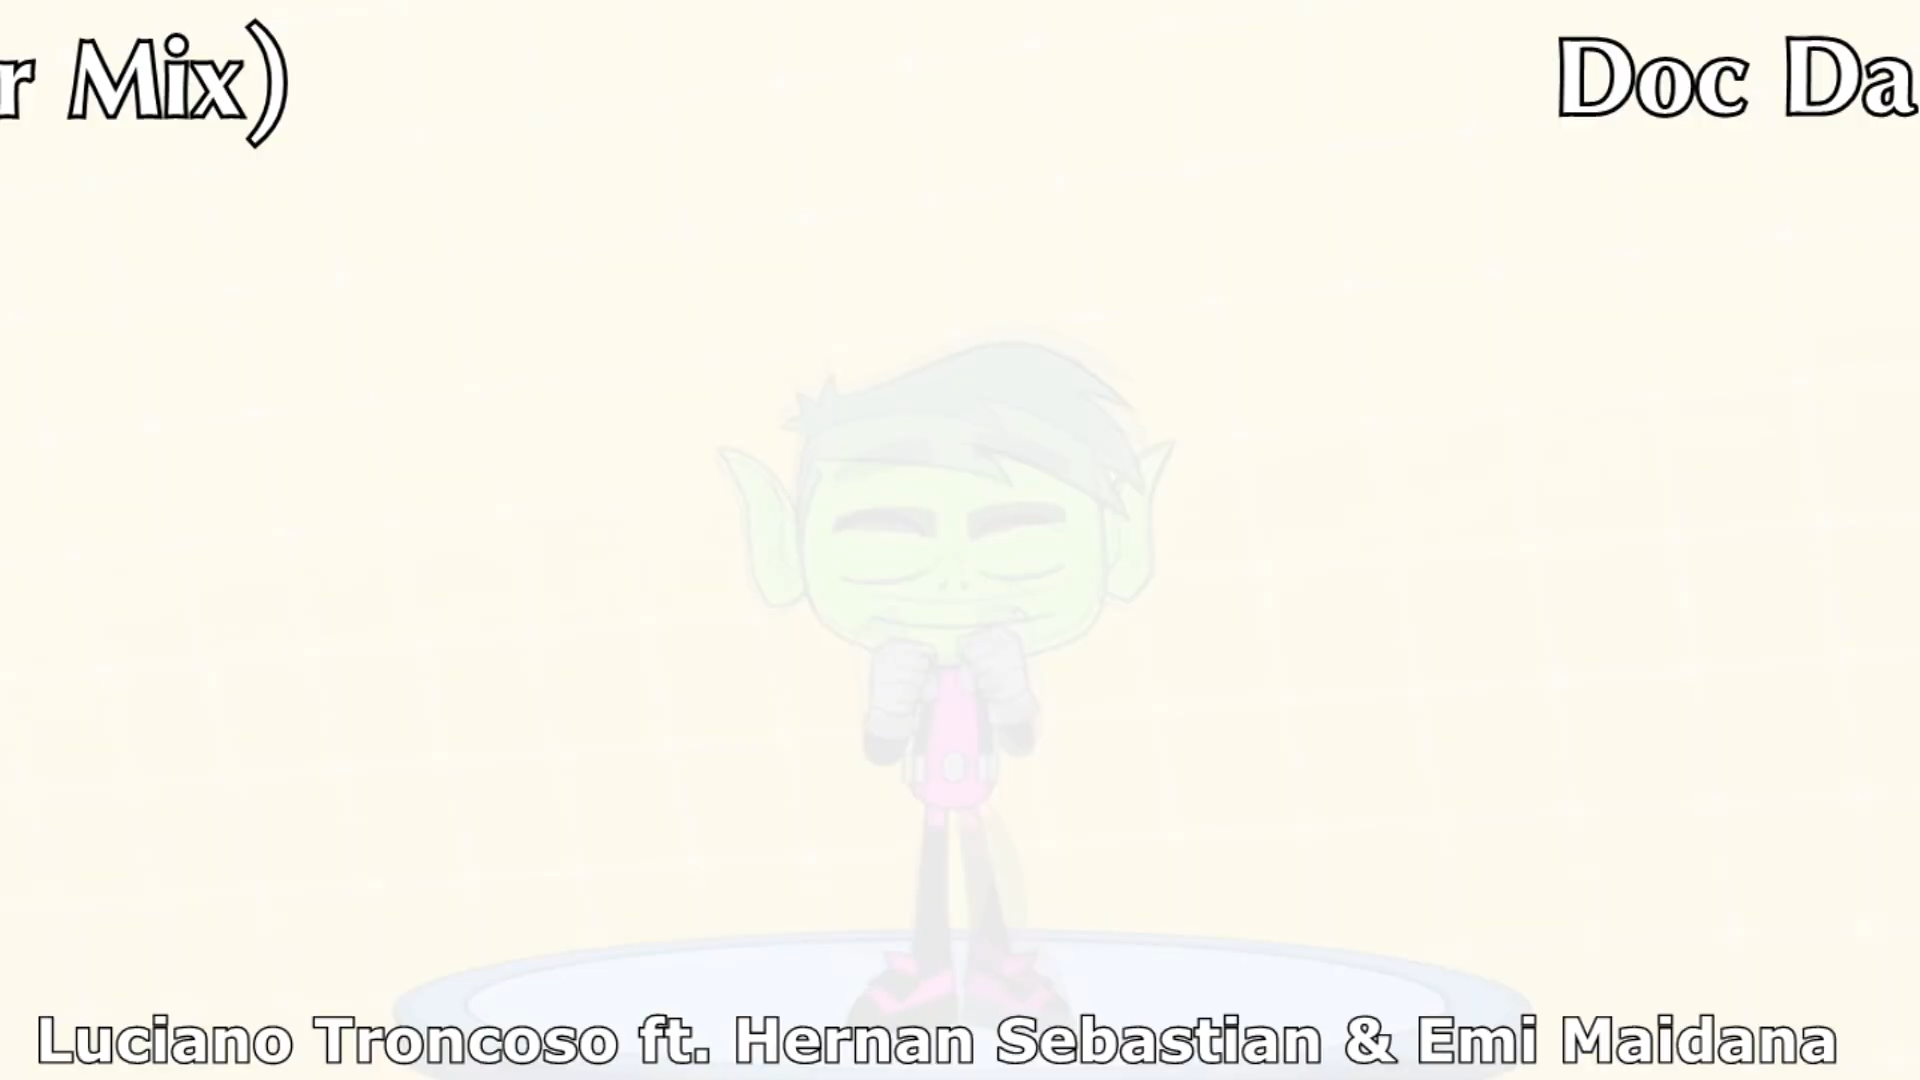 r Mix) Doc Da
Luciano Troncoso ft. Hernan Sebastian & Emi Maidana